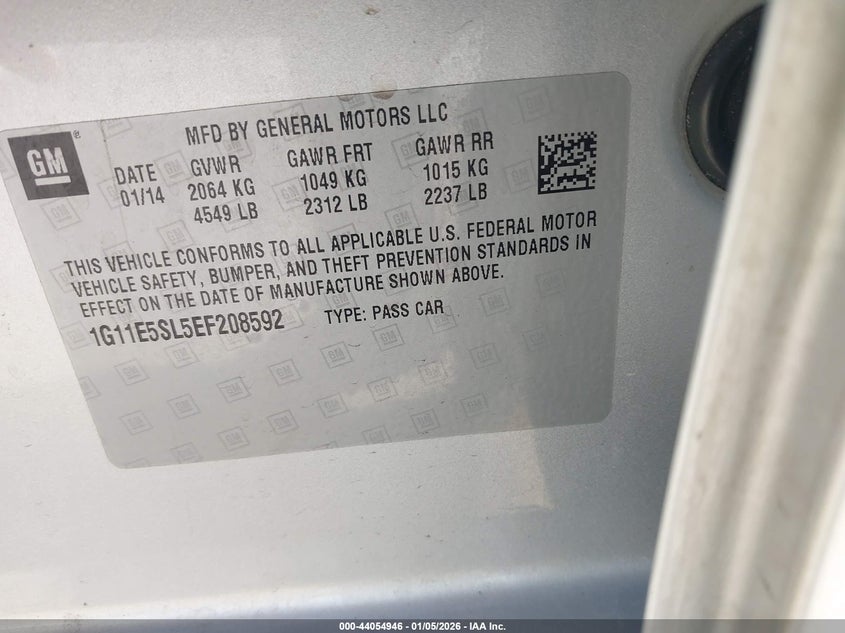 GM
®
MFD BY GENERAL MOTORS LLC
DATE GVWR GAWR FRT GAWR RR
01/14 2064 KG 1049 KG 1015 KG
4549 LB 2312 LB 2237 LB
THIS VEHICLE CONFORMS TO ALL APPLICABLE U.S. FEDERAL MOTOR
VEHICLE SAFETY, BUMPER, AND THEFT PREVENTION STANDARDS IN
EFFECT ON THE DATE OF MANUFACTURE SHOWN ABOVE.
1G11E5SL5EF208592 TYPE: PASS CAR
000-44054946 - 01/05/2026 - IAA Inc.